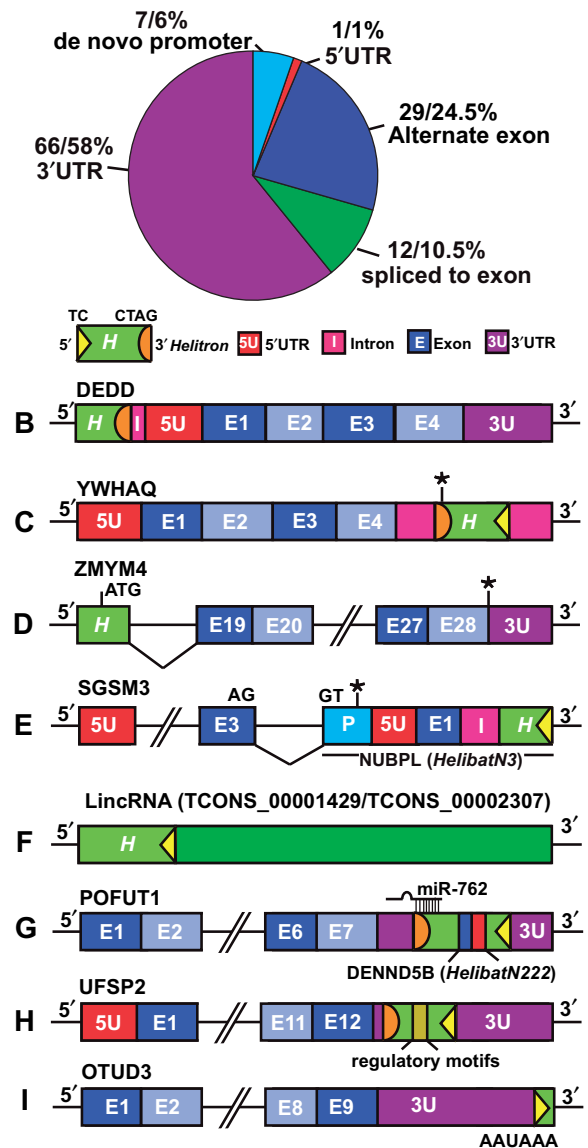 7/6%
de novo promoter
1/1%
5′UTR
66/58%
3′UTR
29/24.5%
Alternate exon
12/10.5%
spliced to exon
TC CTAG
5′ H 3′ Helitron 5U 5′UTR I Intron E Exon 3U 3′UTR
DEDD
B 5′ H I 5U E1 E2 E3 E4 3U 3′
YWHAQ *
C 5′ 5U E1 E2 E3 E4 H 3′
ZMYM4
ATG *
D 5′ H E19 E20 // E27 E28 3U 3′
SGSM3 AG GT *
E 5′ 5U // E3 P 5U E1 I H 3′
NUBPL (HelibatN3)
LincRNA (TCONS_00001429/TCONS_00002307)
F 5′ H 3′
POFUT1 miR-762
G 5′ E1 E2 // E6 E7 3U 3′
DENND5B (HelibatN222)
UFSP2
H 5′ 5U E1 // E11 E12 3U 3′
regulatory motifs
OTUD3
I 5′ E1 E2 // E8 E9 3U 3′
AAUAAA